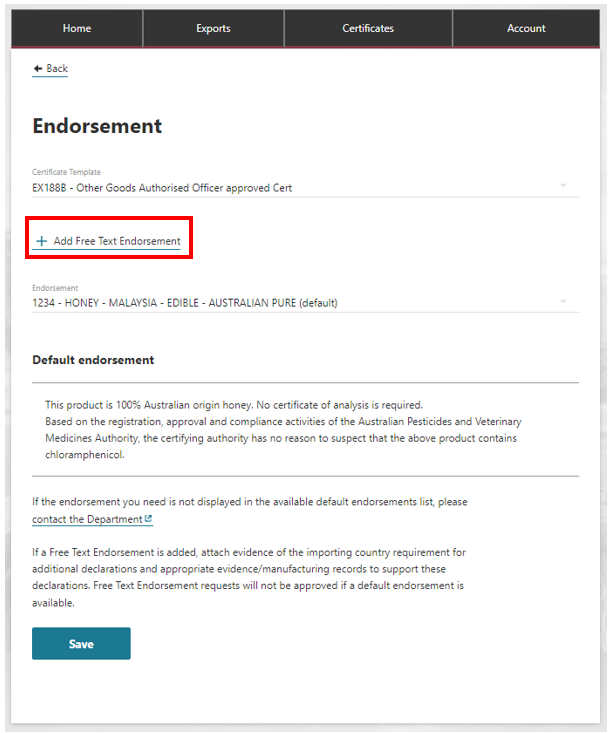 Home Exports Certificates Account
Back
Endorsement
Certificate Template
EX188B - Other Goods Authorised Officer approved Cert
+ Add Free Text Endorsement
Endorsement
1234 - HONEY - MALAYSIA - EDIBLE - AUSTRALIAN PURE (default)
Default endorsement
This product is 100% Australian origin honey. No certificate of analysis is required.
Based on the registration, approval and compliance activities of the Australian Pesticides and Veterinary
Medicines Authority, the certifying authority has no reason to suspect that the above product contains
chloramphenicol.
If the endorsement you need is not displayed in the available default endorsements list, please
contact the Department
If a Free Text Endorsement is added, attach evidence of the importing country requirement for
additional declarations and appropriate evidence/manufacturing records to support these
declarations. Free Text Endorsement requests will not be approved if a default endorsement is
available.
Save